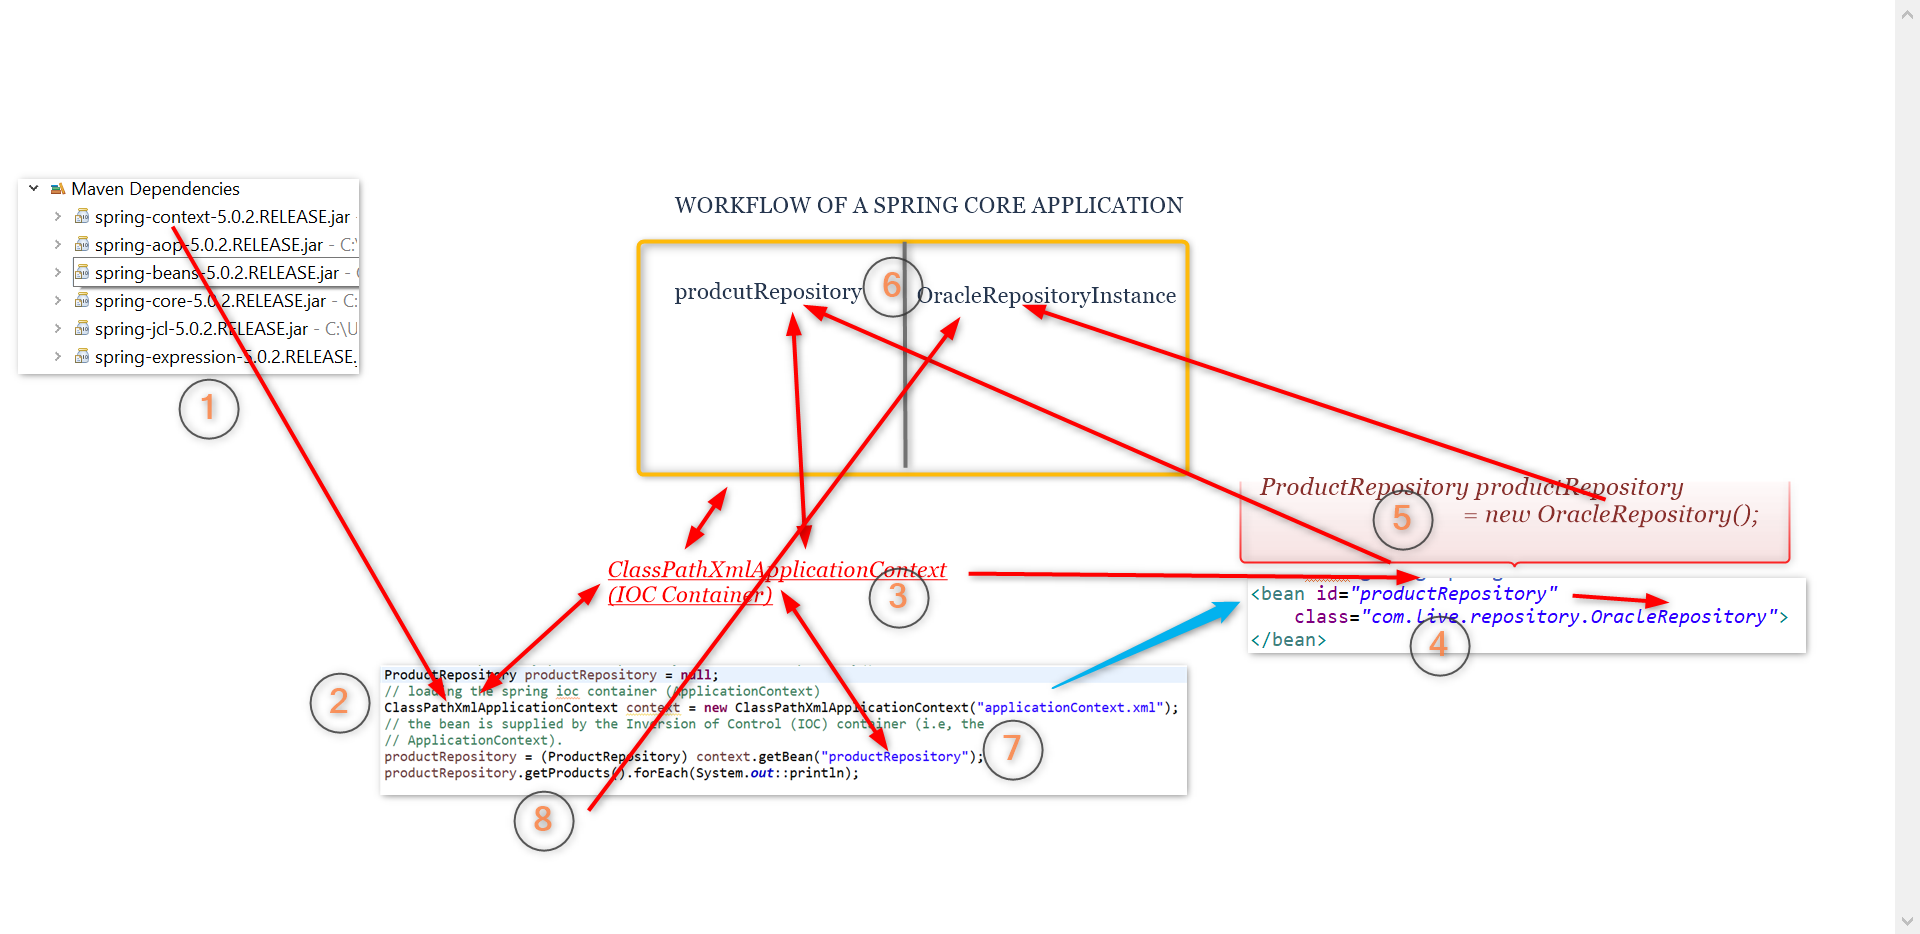 Maven Dependencies
spring-context-5.0.2.RELEASE.jar -
spring-aop-5.0.2.RELEASE.jar - C:\
spring-beans-5.0.2.RELEASE.jar -
spring-core-5.0.2.RELEASE.jar - C:
spring-jcl-5.0.2.RELEASE.jar - C:\U
spring-expression-5.0.2.RELEASE.
1
WORKFLOW OF A SPRING CORE APPLICATION
prodcutRepository
6
OracleRepositoryInstance
ProductRepository productRepository
= new OracleRepository();
5
ClassPathXmlApplicationContext
(IOC Container)
3
<bean id="productRepository"
class="com.live.repository.OracleRepository">
</bean>
4
2
ProductRepository productRepository = null;
// loading the spring ioc container (ApplicationContext)
ClassPathXmlApplicationContext context = new ClassPathXmlApplicationContext("applicationContext.xml");
// the bean is supplied by the Inversion of Control (IOC) container (i.e, the
// ApplicationContext).
productRepository = (ProductRepository) context.getBean("productRepository");
productRepository.getProducts().forEach(System.out::println);
7
8